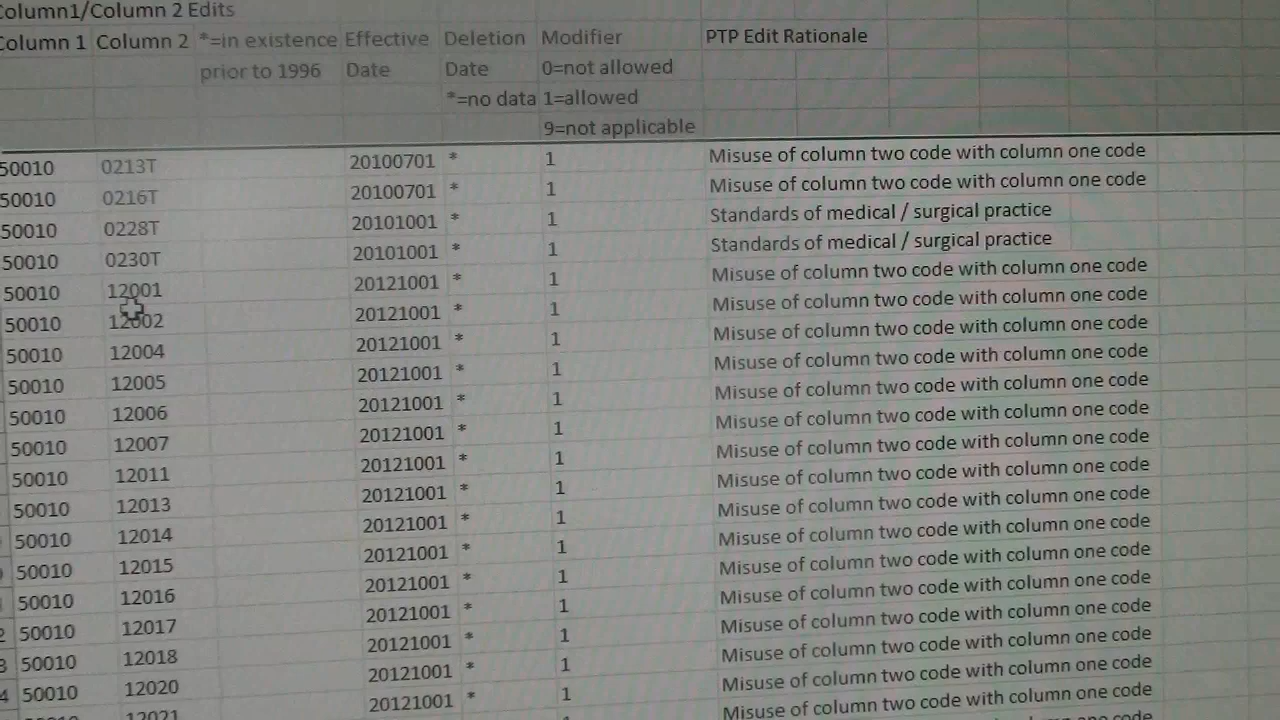 Column1/Column 2 Edits
Column 1 Column 2 *=in existence Effective Deletion Modifier PTP Edit Rationale
prior to 1996 Date Date 0=not allowed
*=no data 1=allowed
9=not applicable
50010 0213T 20100701 * 1 Misuse of column two code with column one code
50010 0216T 20100701 * 1 Misuse of column two code with column one code
50010 0228T 20101001 * 1 Standards of medical / surgical practice
50010 0230T 20101001 * 1 Standards of medical / surgical practice
50010 12001 20121001 * 1 Misuse of column two code with column one code
50010 12002 20121001 * 1 Misuse of column two code with column one code
50010 12004 20121001 * 1 Misuse of column two code with column one code
50010 12005 20121001 * 1 Misuse of column two code with column one code
50010 12006 20121001 * 1 Misuse of column two code with column one code
50010 12007 20121001 * 1 Misuse of column two code with column one code
50010 12011 20121001 * 1 Misuse of column two code with column one code
50010 12013 20121001 * 1 Misuse of column two code with column one code
50010 12014 20121001 * 1 Misuse of column two code with column one code
50010 12015 20121001 * 1 Misuse of column two code with column one code
50010 12016 20121001 * 1 Misuse of column two code with column one code
2 50010 12017 20121001 * 1 Misuse of column two code with column one code
3 50010 12018 20121001 * 1 Misuse of column two code with column one code
4 50010 12020 20121001 * 1 Misuse of column two code with column one code
12021 Misuse of column two code with column one code